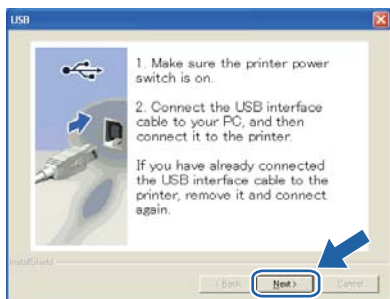 USB
1. Make sure the printer power
switch is on.
2. Connect the USB interface
cable to your PC, and then
connect it to the printer.
If you have already connected
the USB interface cable to the
printer, remove it and connect
again.
InstallShield
< Back
Next >
Cancel